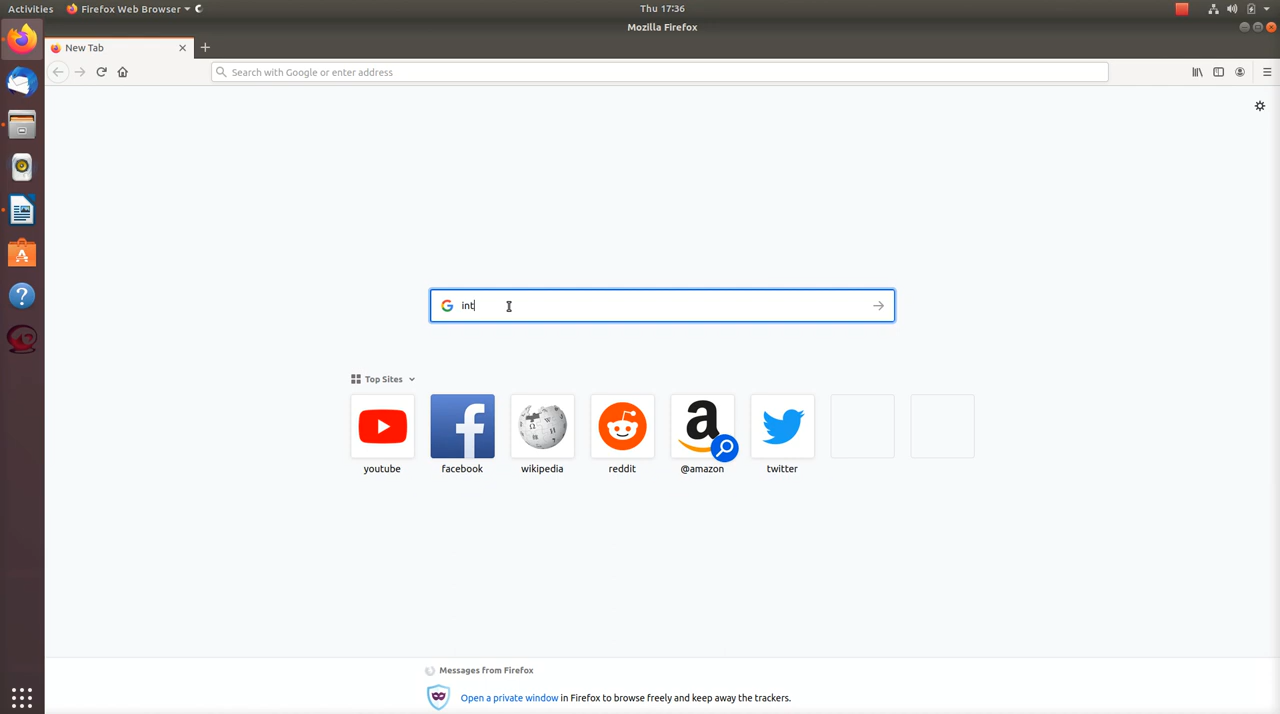 Activities Firefox Web Browser Thu 17:36
Mozilla Firefox
New Tab
Search with Google or enter address
int
Top Sites
youtube facebook wikipedia reddit @amazon twitter
Messages from Firefox
Open a private window in Firefox to browse freely and keep away the trackers.